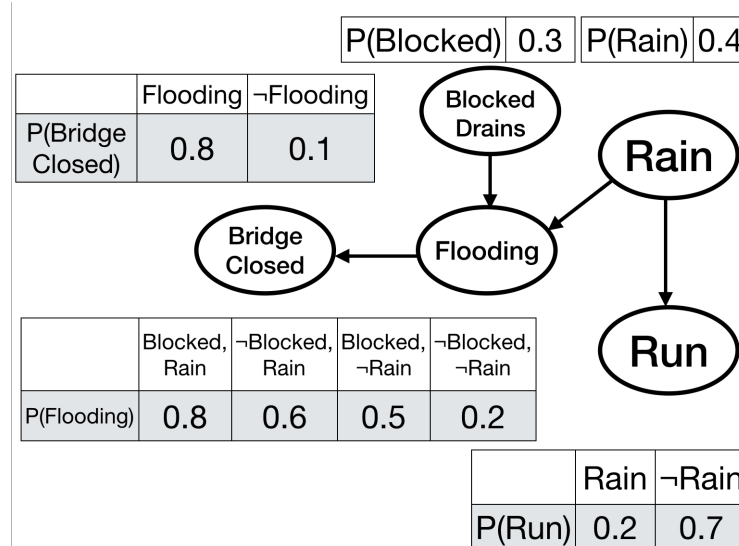 P(Blocked) 0.3 P(Rain) 0.4
Flooding ¬Flooding
P(Bridge
Closed) 0.8 0.1
Blocked
Drains
Rain
Bridge
Closed
Flooding
Run
Blocked, ¬Blocked, Blocked, ¬Blocked,
Rain Rain ¬Rain ¬Rain
P(Flooding) 0.8 0.6 0.5 0.2
Rain ¬Rain
P(Run) 0.2 0.7